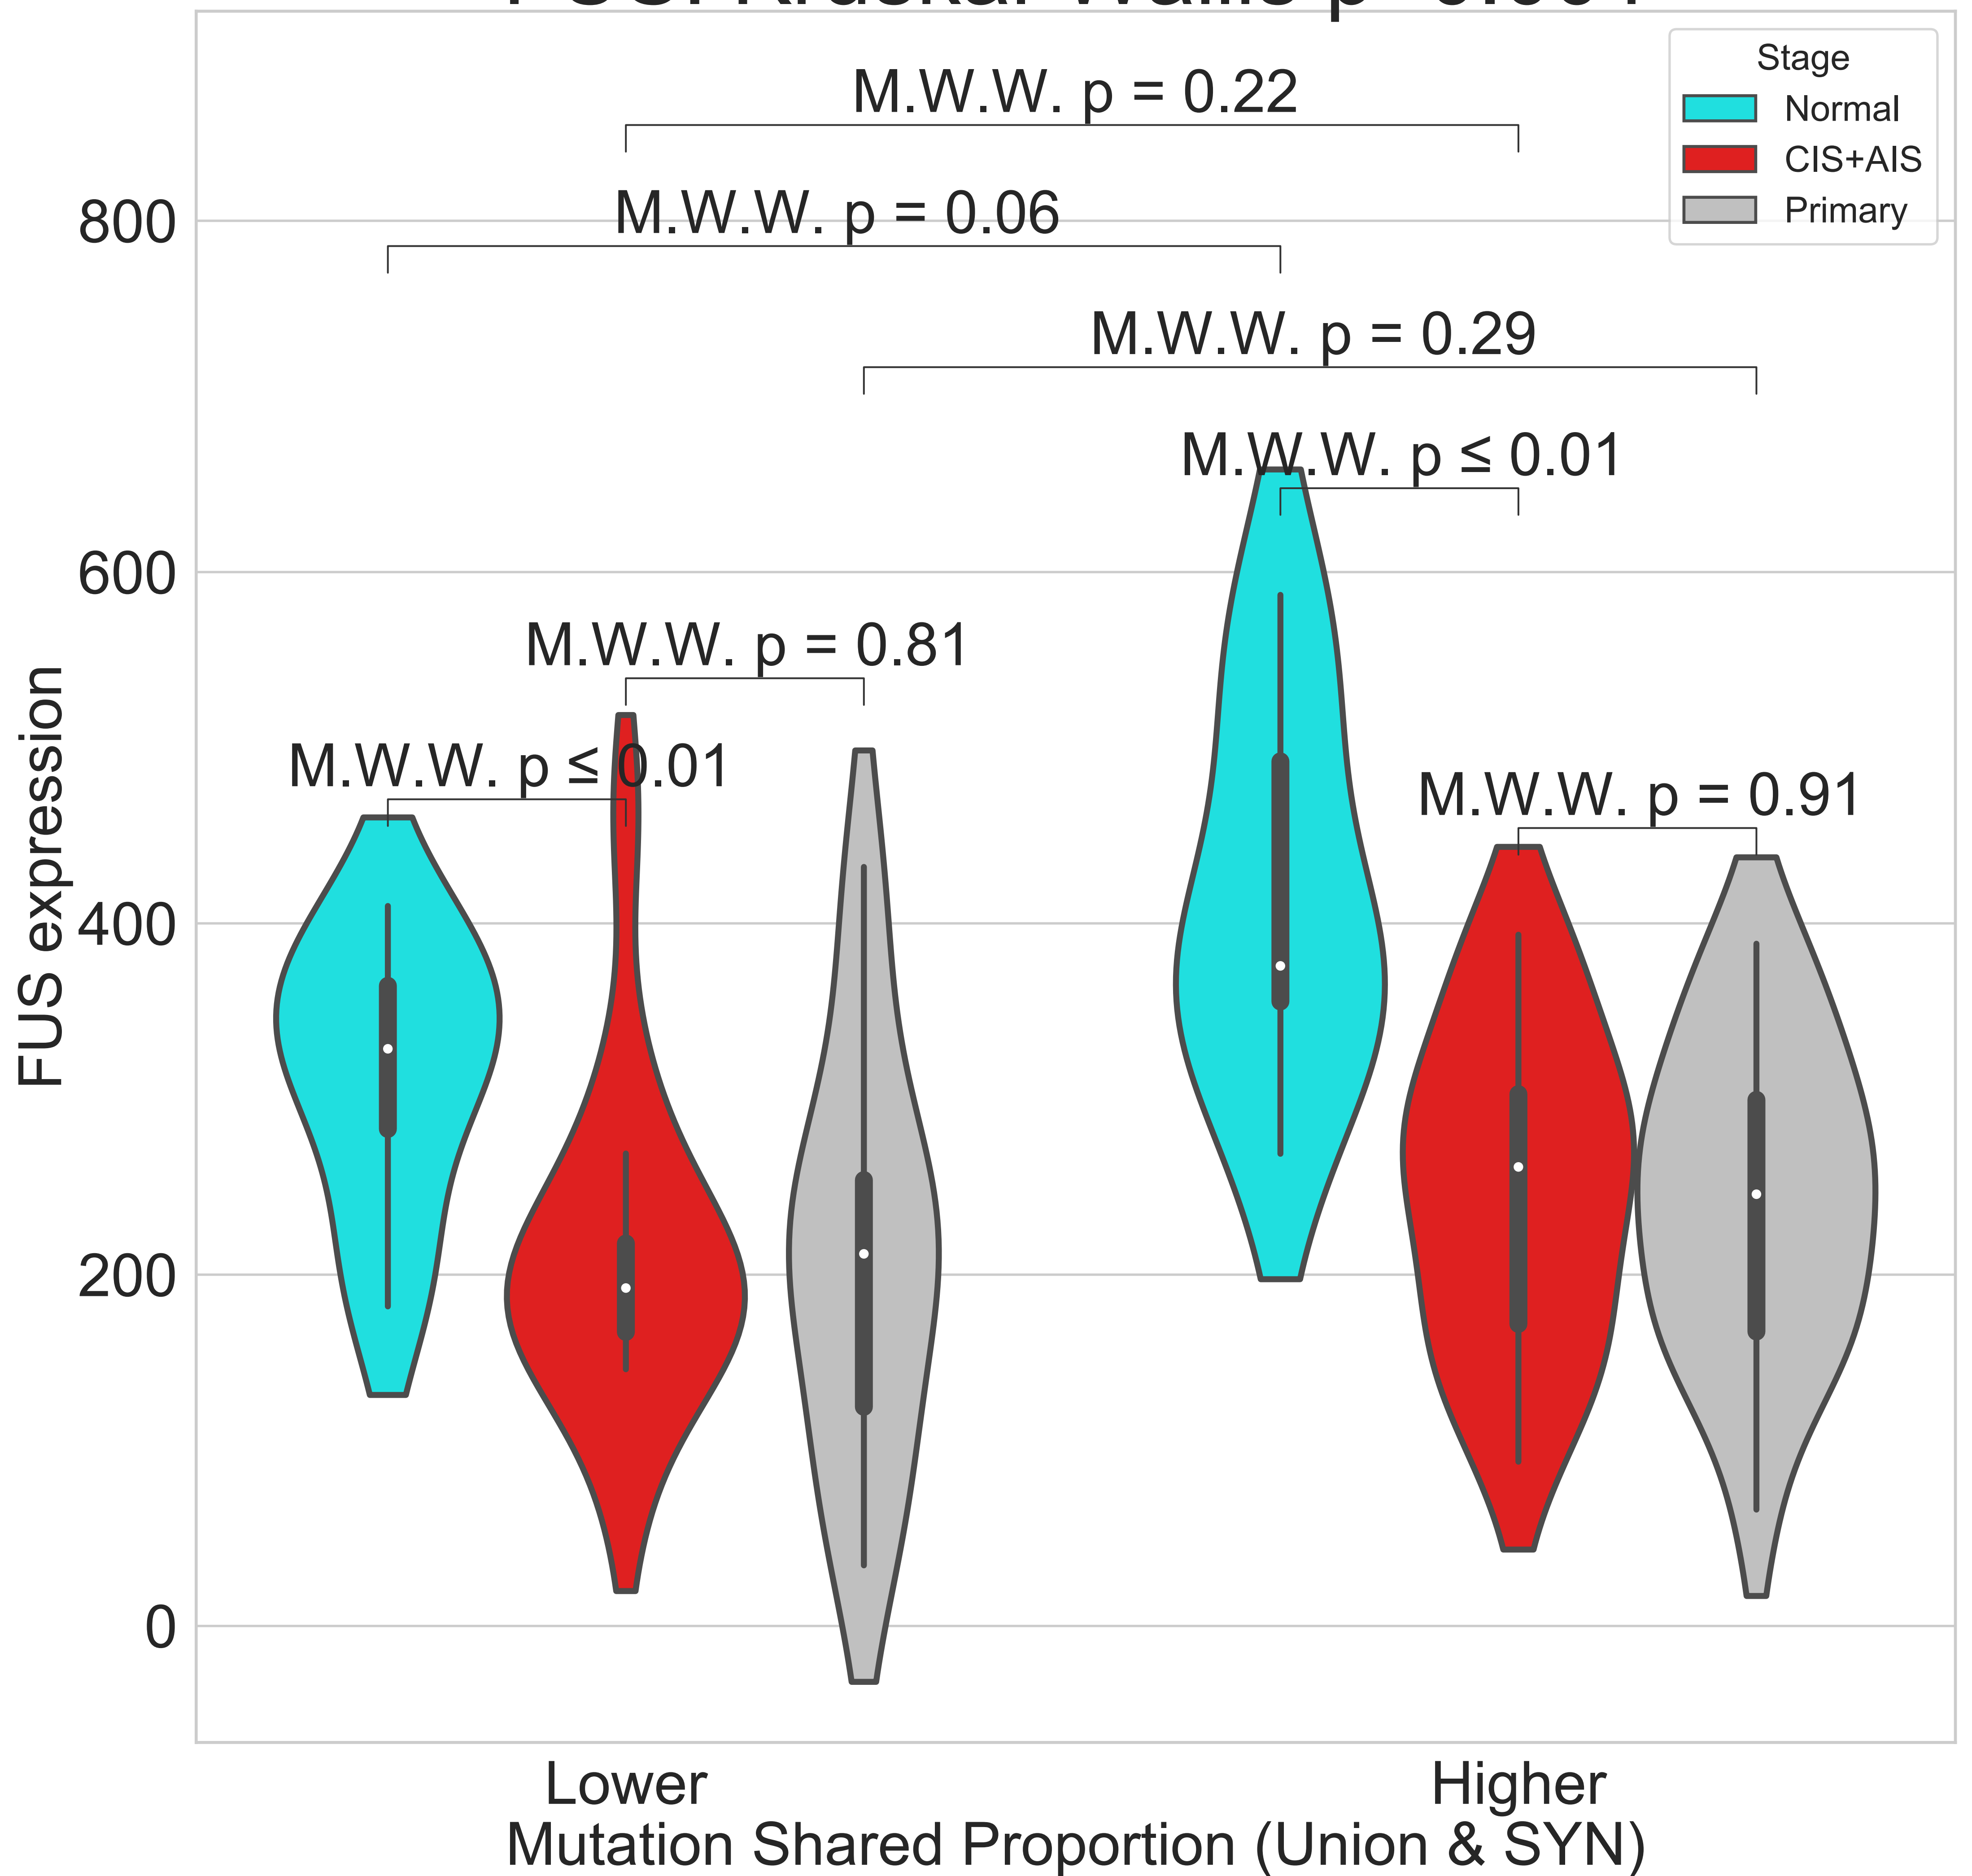 Stage
Normal
CIS+AIS
Primary
M.W.W. p = 0.22
M.W.W. p = 0.06
M.W.W. p = 0.29
M.W.W. p ≤ 0.01
M.W.W. p = 0.81
M.W.W. p ≤ 0.01
M.W.W. p = 0.91
FUS expression
800
600
400
200
0
Lower
Higher
Mutation Shared Proportion (Union & SYN)